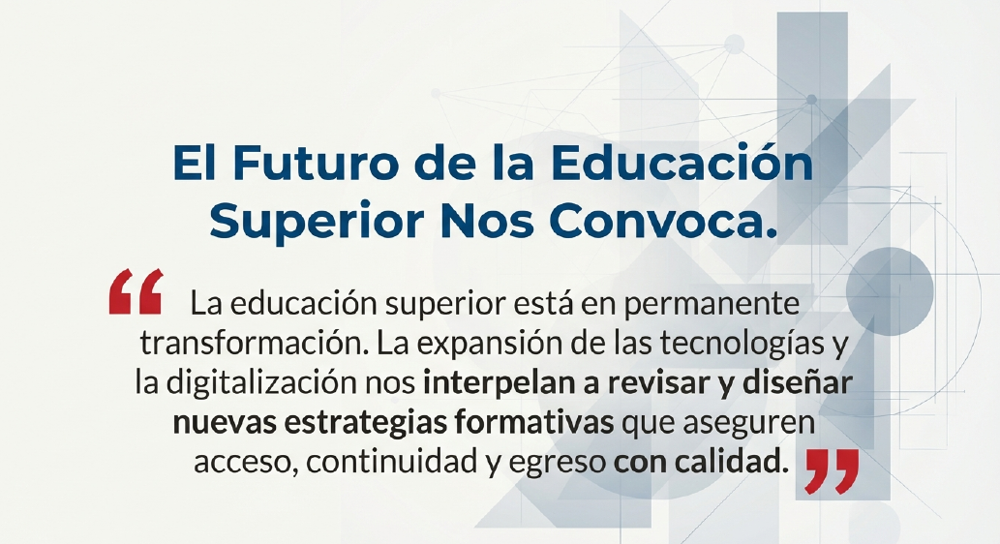 El Futuro de la Educación
Superior Nos Convoca.
“ La educación superior está en permanente
transformación. La expansión de las tecnologías y
la digitalización nos interpelan a revisar y diseñar
nuevas estrategias formativas que aseguren
acceso, continuidad y egreso con calidad. ”